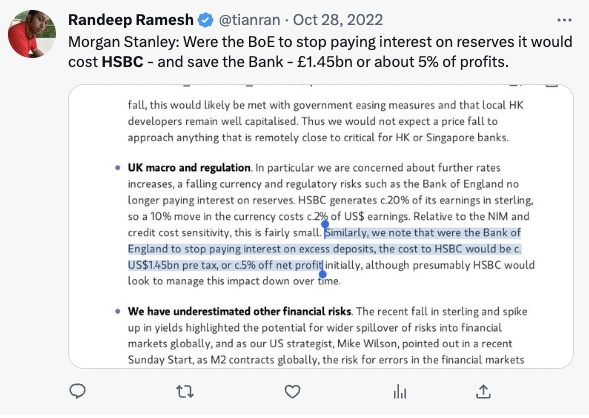 Randeep Ramesh @tianran · Oct 28, 2022
Morgan Stanley: Were the BoE to stop paying interest on reserves it would
cost HSBC - and save the Bank - £1.45bn or about 5% of profits.
fall, this would likely be met with government easing measures and that local HK
developers remain well capitalised. Thus we would not expect a price fall to
approach anything that is remotely close to critical for HK or Singapore banks.
• UK macro and regulation. In particular we are concerned about further rates
increases, a falling currency and regulatory risks such as the Bank of England no
longer paying interest on reserves. HSBC generates c.20% of its earnings in sterling,
so a 10% move in the currency costs c.2% of US$ earnings. Relative to the NIM and
credit cost sensitivity, this is fairly small. Similarly, we note that were the Bank of
England to stop paying interest on excess deposits, the cost to HSBC would be c.
US$1.45bn pre tax, or c.5% off net profit initially, although presumably HSBC would
look to manage this impact down over time.
• We have underestimated other financial risks. The recent fall in sterling and spike
up in yields highlighted the potential for wider spillover of risks into financial
markets globally, and as our US strategist, Mike Wilson, pointed out in a recent
Sunday Start, as M2 contracts globally, the risk for errors in the financial markets